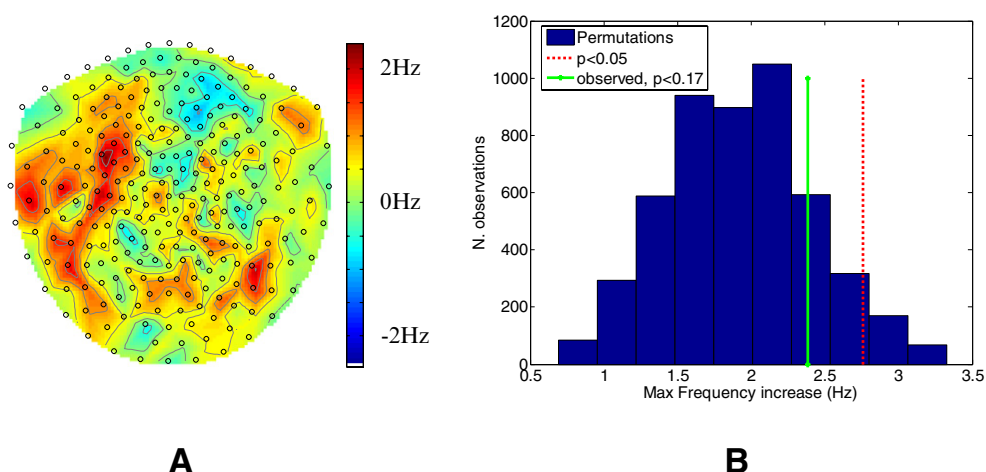 2Hz
0Hz
-2Hz
A
1200
1000
800
600
400
200
0
N. observations
Permutations
p<0.05
observed, p<0.17
0.5 1 1.5 2 2.5 3 3.5
Max Frequency increase (Hz)
B